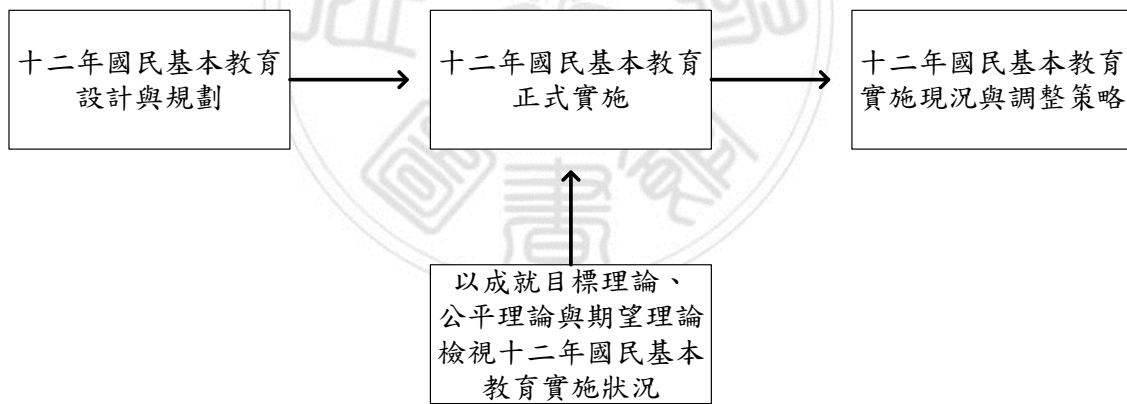 十二年國民基本教育
設計與規劃
十二年國民基本教育
正式實施
十二年國民基本教育
實施現況與調整策略
以成就目標理論、
公平理論與期望理論
檢視十二年國民基本
教育實施狀況
書